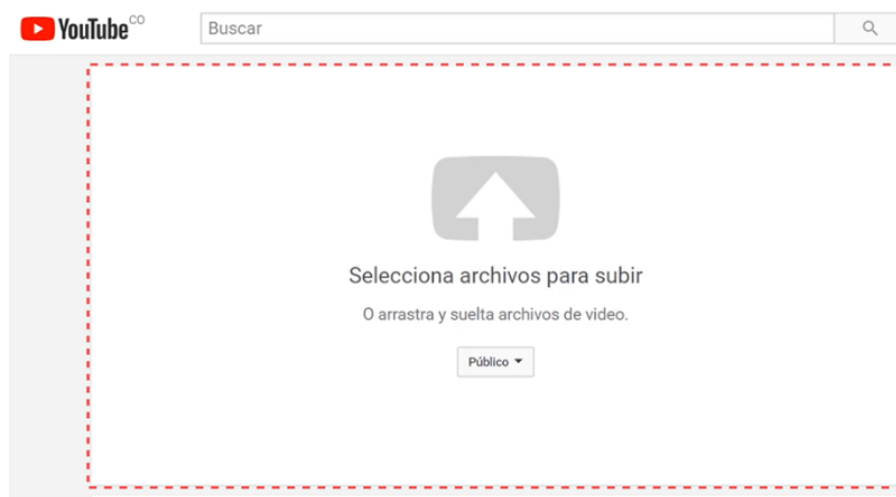 YouTube CO
Buscar
Selecciona archivos para subir
O arrastra y suelta archivos de video.
Público